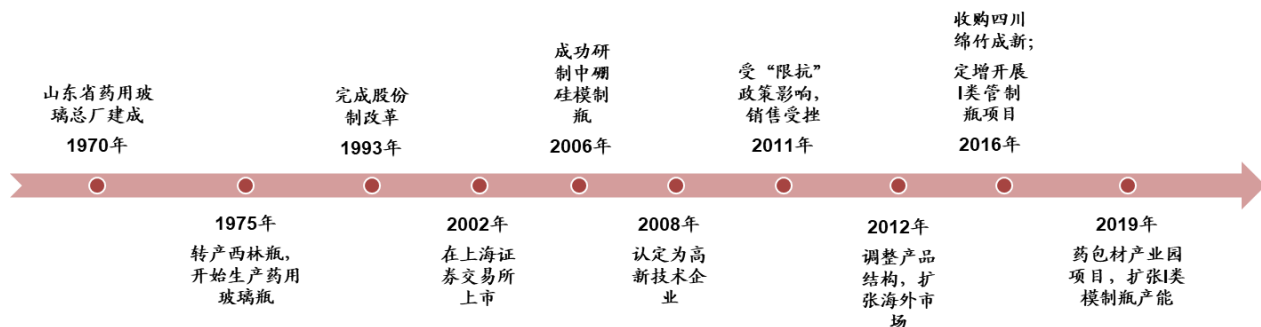 山东省药用玻
璃总厂建成
1970年
1975年
转产西林瓶，
开始生产药用
玻璃瓶
完成股份
制改革
1993年
2002年
在上海证
券交易所
上市
成功研
制中硼
硅模制
瓶
2006年
2008年
认定为高
新技术企
业
受“限抗”
政策影响，
销售受挫
2011年
2012年
调整产品
结构，扩
张海外市
场
收购四川
绵竹成新；
定增开展
I类管制
瓶项目
2016年
2019年
药包材产业园
项目，扩张I类
模制瓶产能